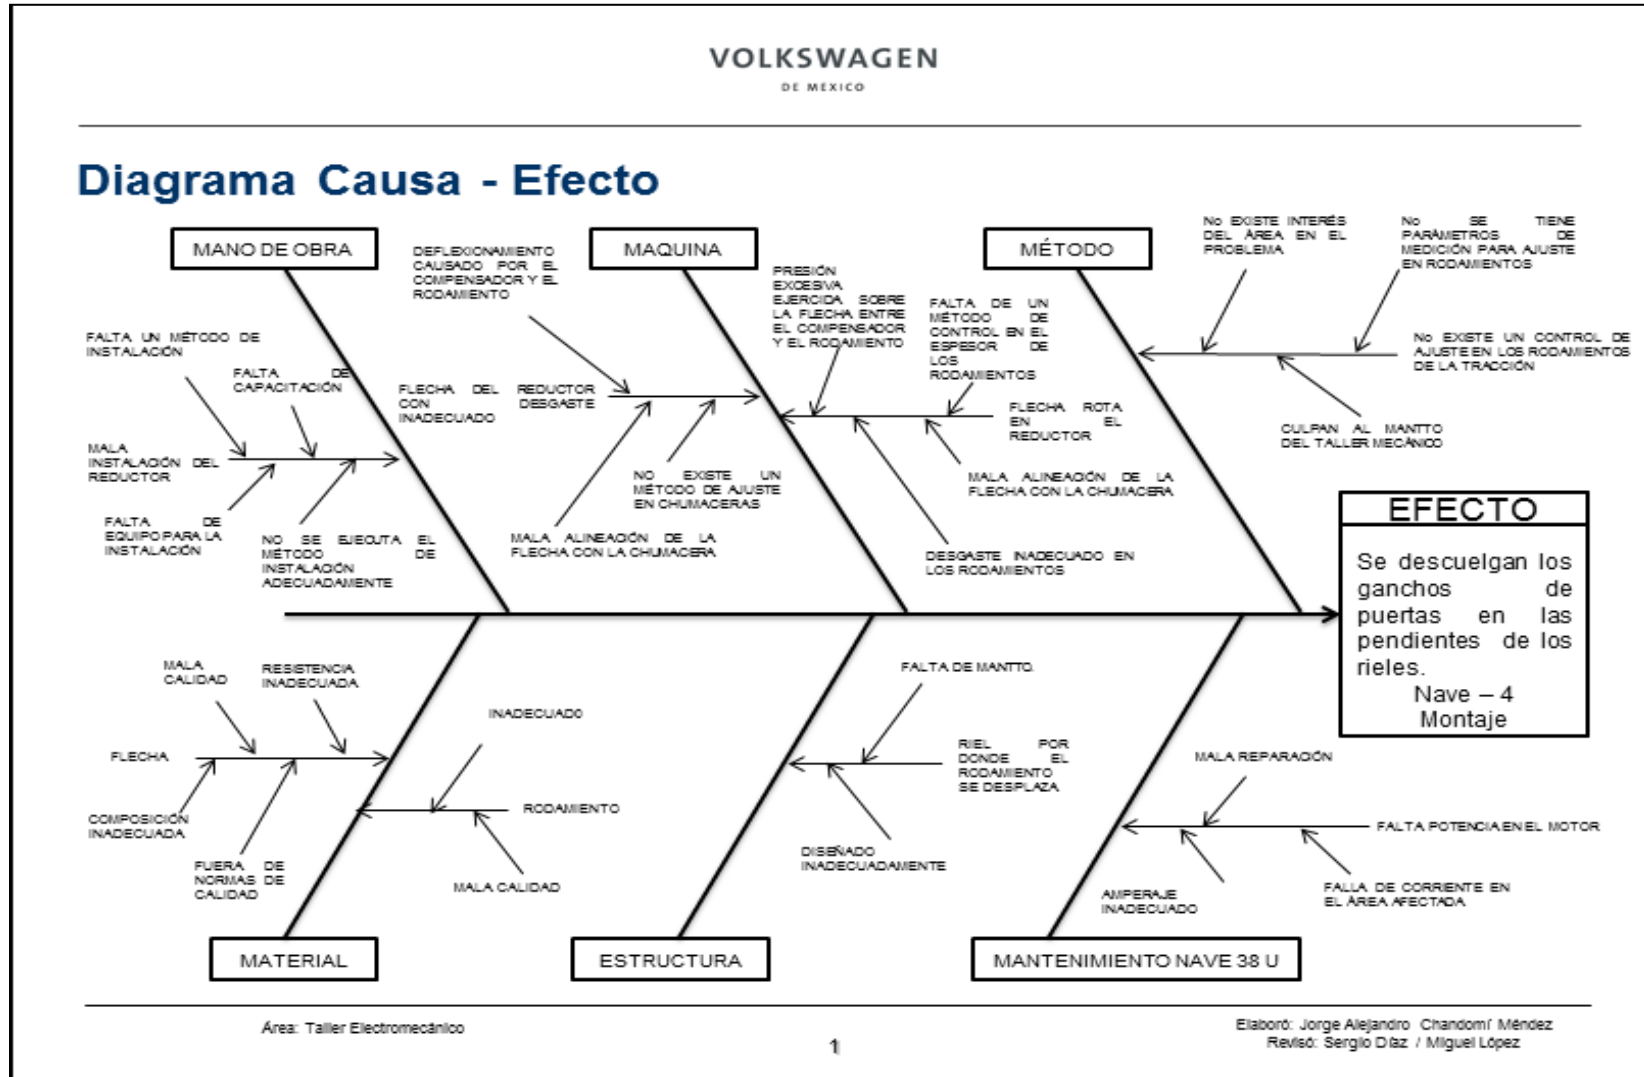 VOLKSWAGEN
DE MEXICO
Diagrama Causa - Efecto
MANO DE OBRA
MAQUINA
MÉTODO
FALTA UN MÉTODO DE
INSTALACIÓN
FALTA DE
CAPACITACIÓN
MALA
INSTALACIÓN DEL
REDUCTOR
FALTA DE
EQUIPO PARA LA
INSTALACIÓN
NO SE EJECUTA EL
MÉTODO DE
INSTALACIÓN
ADECUADAMENTE
DEFLEXIONAMIENTO
CAUSADO POR EL
COMPENSADOR Y EL
RODAMIENTO
FLECHA DEL REDUCTOR
CON DESGASTE
INADECUADO
MALA ALINEACIÓN DE LA
FLECHA CON LA CHUMACERA
NO EXISTE UN
MÉTODO DE AJUSTE
EN CHUMACERAS
PRESIÓN
EXCESIVA
EJERCIDA SOBRE
LA FLECHA ENTRE
EL COMPENSADOR
Y EL RODAMIENTO
FALTA DE UN
MÉTODO DE
CONTROL EN EL
ESPESOR DE
LOS
RODAMIENTOS
FLECHA ROTA
EN EL
REDUCTOR
MALA ALINEACIÓN DE LA
FLECHA CON LA CHUMACERA
DESGASTE INADECUADO EN
LOS RODAMIENTOS
No EXISTE INTERÉS
DEL ÁREA EN EL
PROBLEMA
No SE TIENE
PARÁMETROS DE
MEDICIÓN PARA AJUSTE
EN RODAMIENTOS
No EXISTE UN CONTROL DE
AJUSTE EN LOS RODAMIENTOS
DE LA TRACCIÓN
CULPAN AL MANTTO
DEL TALLER MECÁNICO
EFECTO
Se descuelgan los
ganchos de
puertas en las
pendientes de los
rieles.
Nave – 4
Montaje
MALA
CALIDAD
RESISTENCIA
INADECUADA
FLECHA
COMPOSICIÓN
INADECUADA
FUERA DE
NORMAS DE
CALIDAD
INADECUADO
RODAMIENTO
MALA CALIDAD
FALTA DE MANTTO.
RIEL POR
DONDE EL
RODAMIENTO
SE DESPLAZA
DISEÑADO
INADECUADAMENTE
MALA REPARACIÓN
FALTA POTENCIA EN EL MOTOR
AMPERAJE
INADECUADO
FALLA DE CORRIENTE EN
EL ÁREA AFECTADA
MATERIAL
ESTRUCTURA
MANTENIMIENTO NAVE 38 U
Área: Taller Electromecánico
1
Elaboró: Jorge Alejandro Chandomí Méndez
Revisó: Sergio Díaz / Miguel López